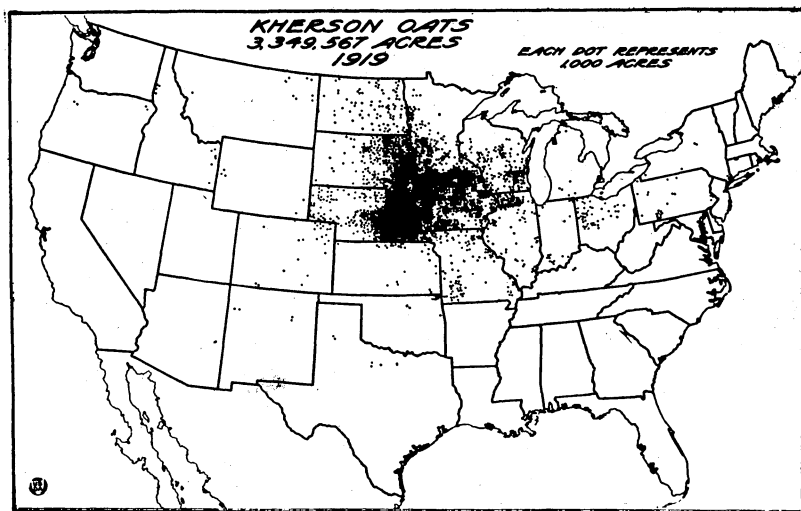 KHERSON OATS
3,349,567 ACRES
1919
EACH DOT REPRESENTS
1,000 ACRES